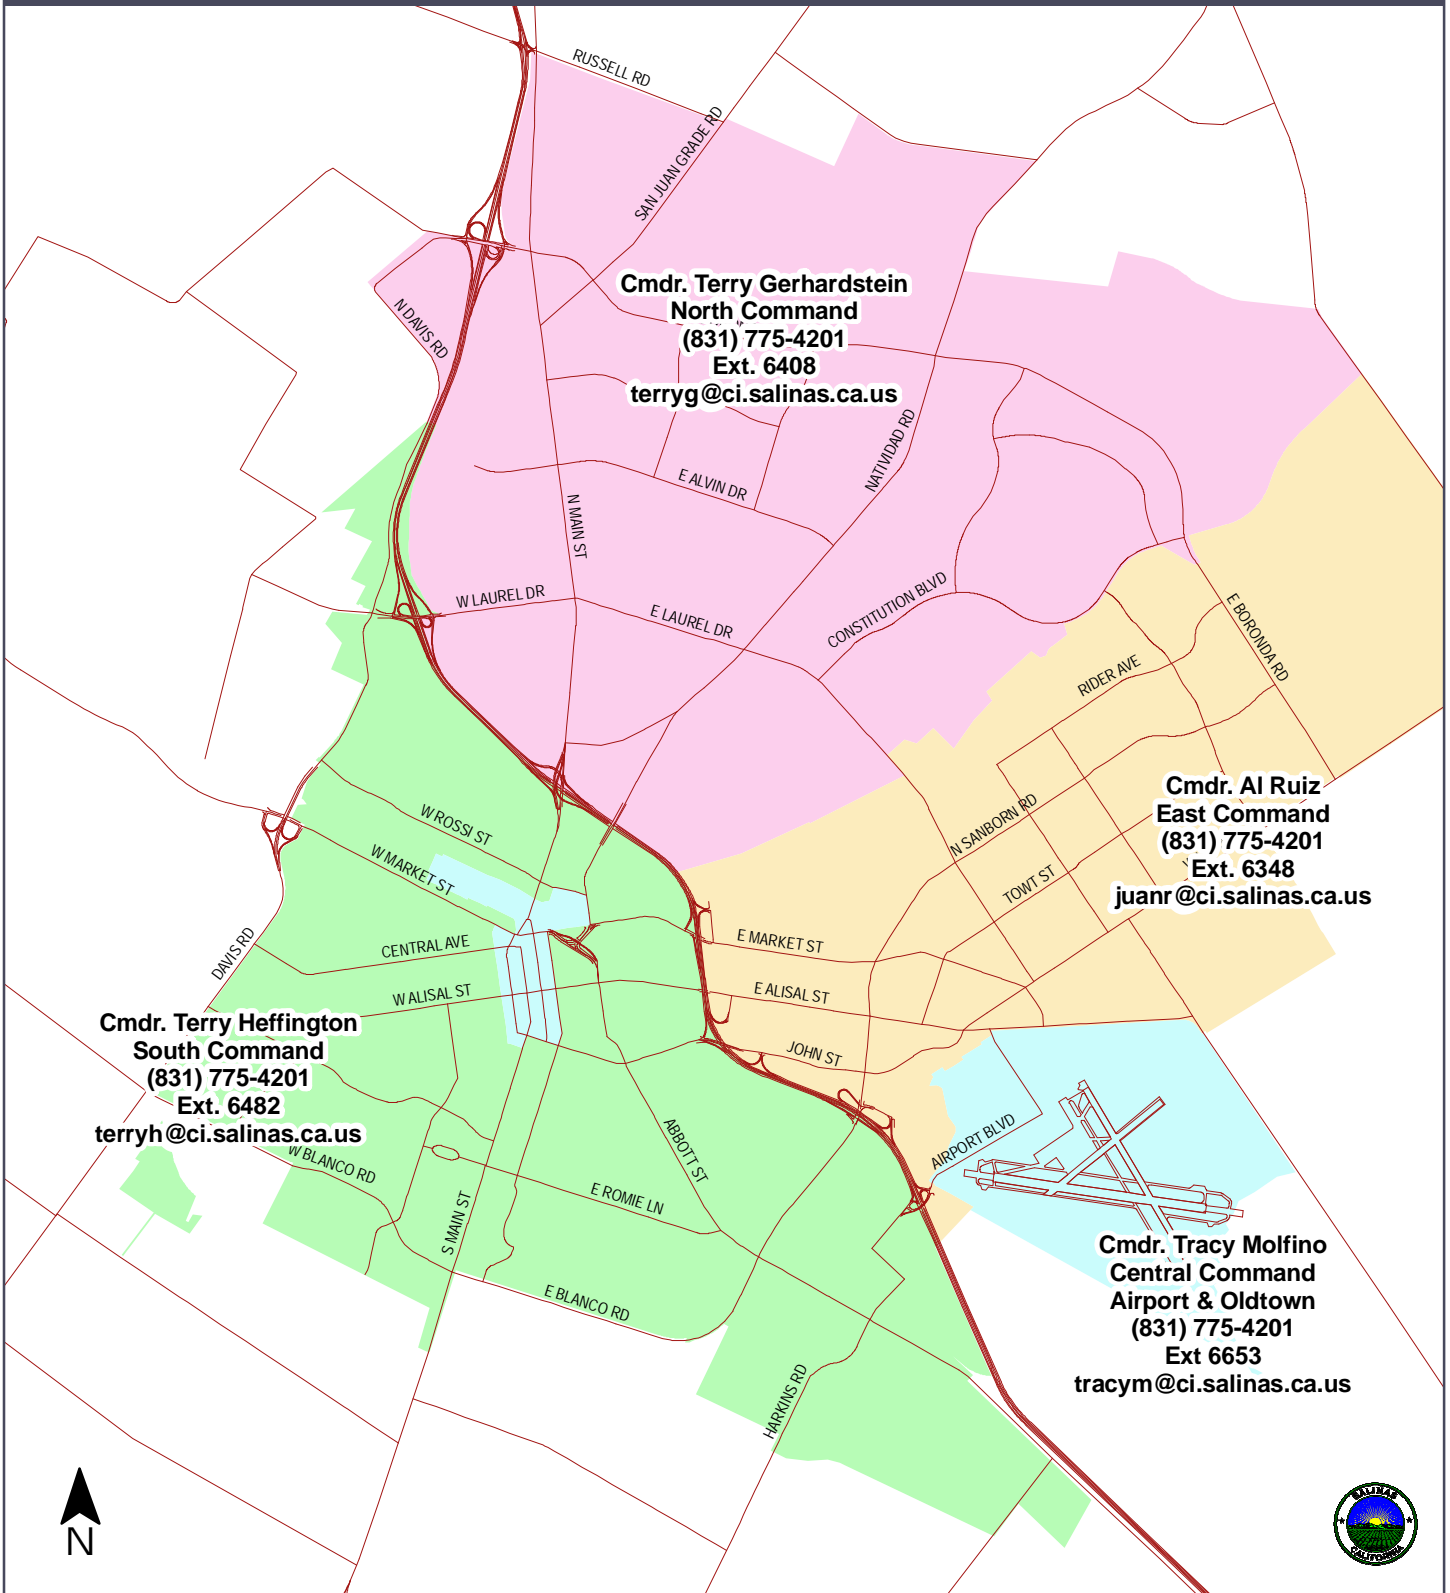 RUSSELL RD
SAN JUAN GRADE RD
Cmdr. Terry Gerhardstein
North Command
(831) 775-4201
Ext. 6408
terryg@ci.salinas.ca.us
N DAVIS RD
NATIVIDAD RD
E ALVIN DR
N MAIN ST
W LAUREL DR
E LAUREL DR
CONSTITUTION BLVD
E BORONDA RD
RIDER AVE
Cmdr. Al Ruiz
East Command
(831) 775-4201
Ext. 6348
juanr@ci.salinas.ca.us
W ROSSI ST
N SANBORN RD
W MARKET ST
TOWT ST
DAVIS RD
CENTRAL AVE
E MARKET ST
W ALISAL ST
E ALISAL ST
Cmdr. Terry Heffington
South Command
(831) 775-4201
Ext. 6482
terryh@ci.salinas.ca.us
JOHN ST
ABBOTT ST
AIRPORT BLVD
W BLANCO RD
E ROMIE LN
S MAIN ST
Cmdr. Tracy Molfino
Central Command
Airport & Oldtown
(831) 775-4201
Ext 6653
tracym@ci.salinas.ca.us
E BLANCO RD
HARKINS RD
N
SALINAS
CALIFORNIA